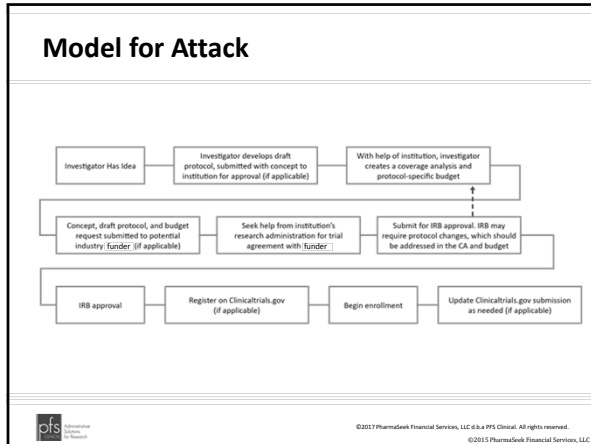 Model for Attack
Investigator Has Idea
Investigator develops draft
protocol, submitted with concept to
institution for approval (if applicable)
With help of institution, investigator
creates a coverage analysis and
protocol-specific budget
Concept, draft protocol, and budget
request submitted to potential
industry funder (if applicable)
Seek help from institution's
research administration for trial
agreement with funder
Submit for IRB approval. IRB may
require protocol changes, which should
be addressed in the CA and budget
IRB approval
Register on Clinicaltrials.gov
(if applicable)
Begin enrollment
Update Clinicaltrials.gov submission
as needed (if applicable)
pfs
CLINICAL
Administrative
Solutions
for Research
©2017 PharmaSeek Financial Services, LLC d.b.a PFS Clinical. All rights reserved.
©2015 PharmaSeek Financial Services, LLC